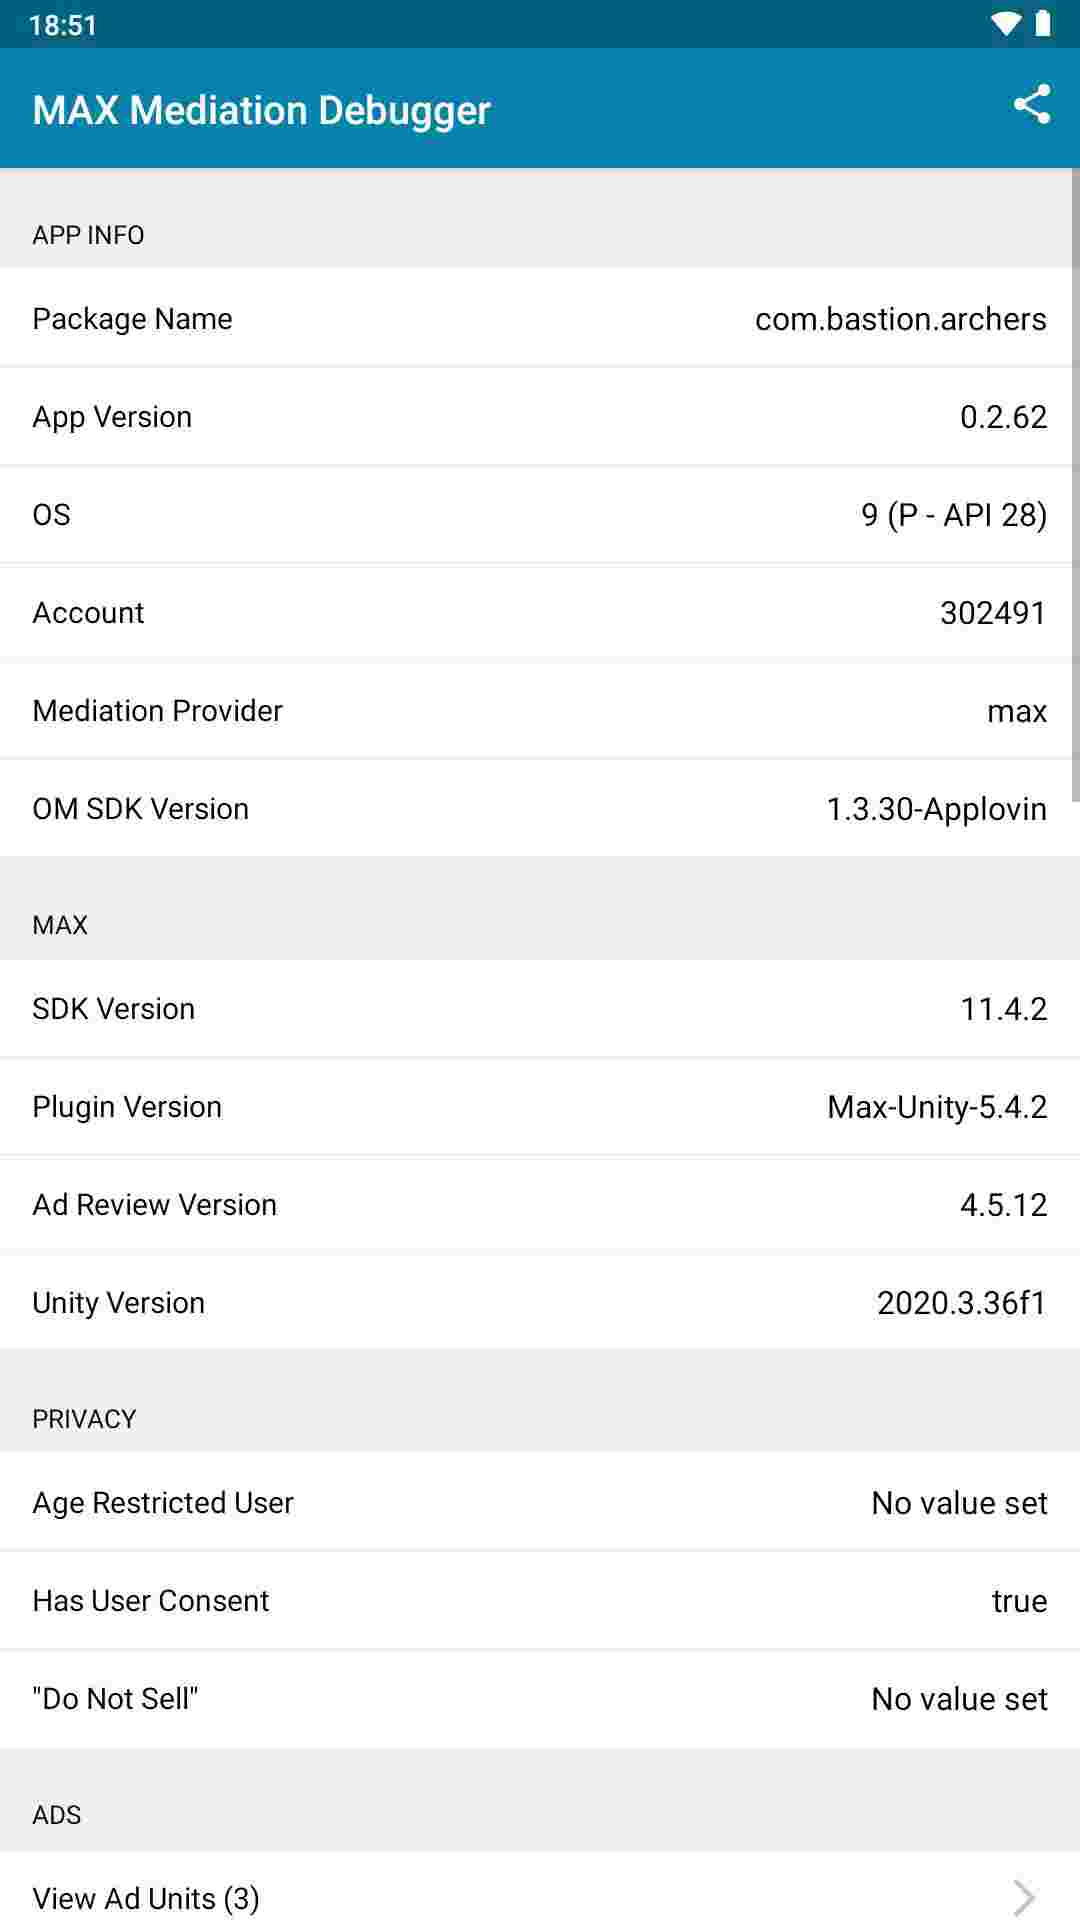 18:51
MAX Mediation Debugger
APP INFO
Package Name com.bastion.archers
App Version 0.2.62
OS 9 (P - API 28)
Account 302491
Mediation Provider max
OM SDK Version 1.3.30-Applovin
MAX
SDK Version 11.4.2
Plugin Version Max-Unity-5.4.2
Ad Review Version 4.5.12
Unity Version 2020.3.36f1
PRIVACY
Age Restricted User No value set
Has User Consent true
"Do Not Sell" No value set
ADS
View Ad Units (3)